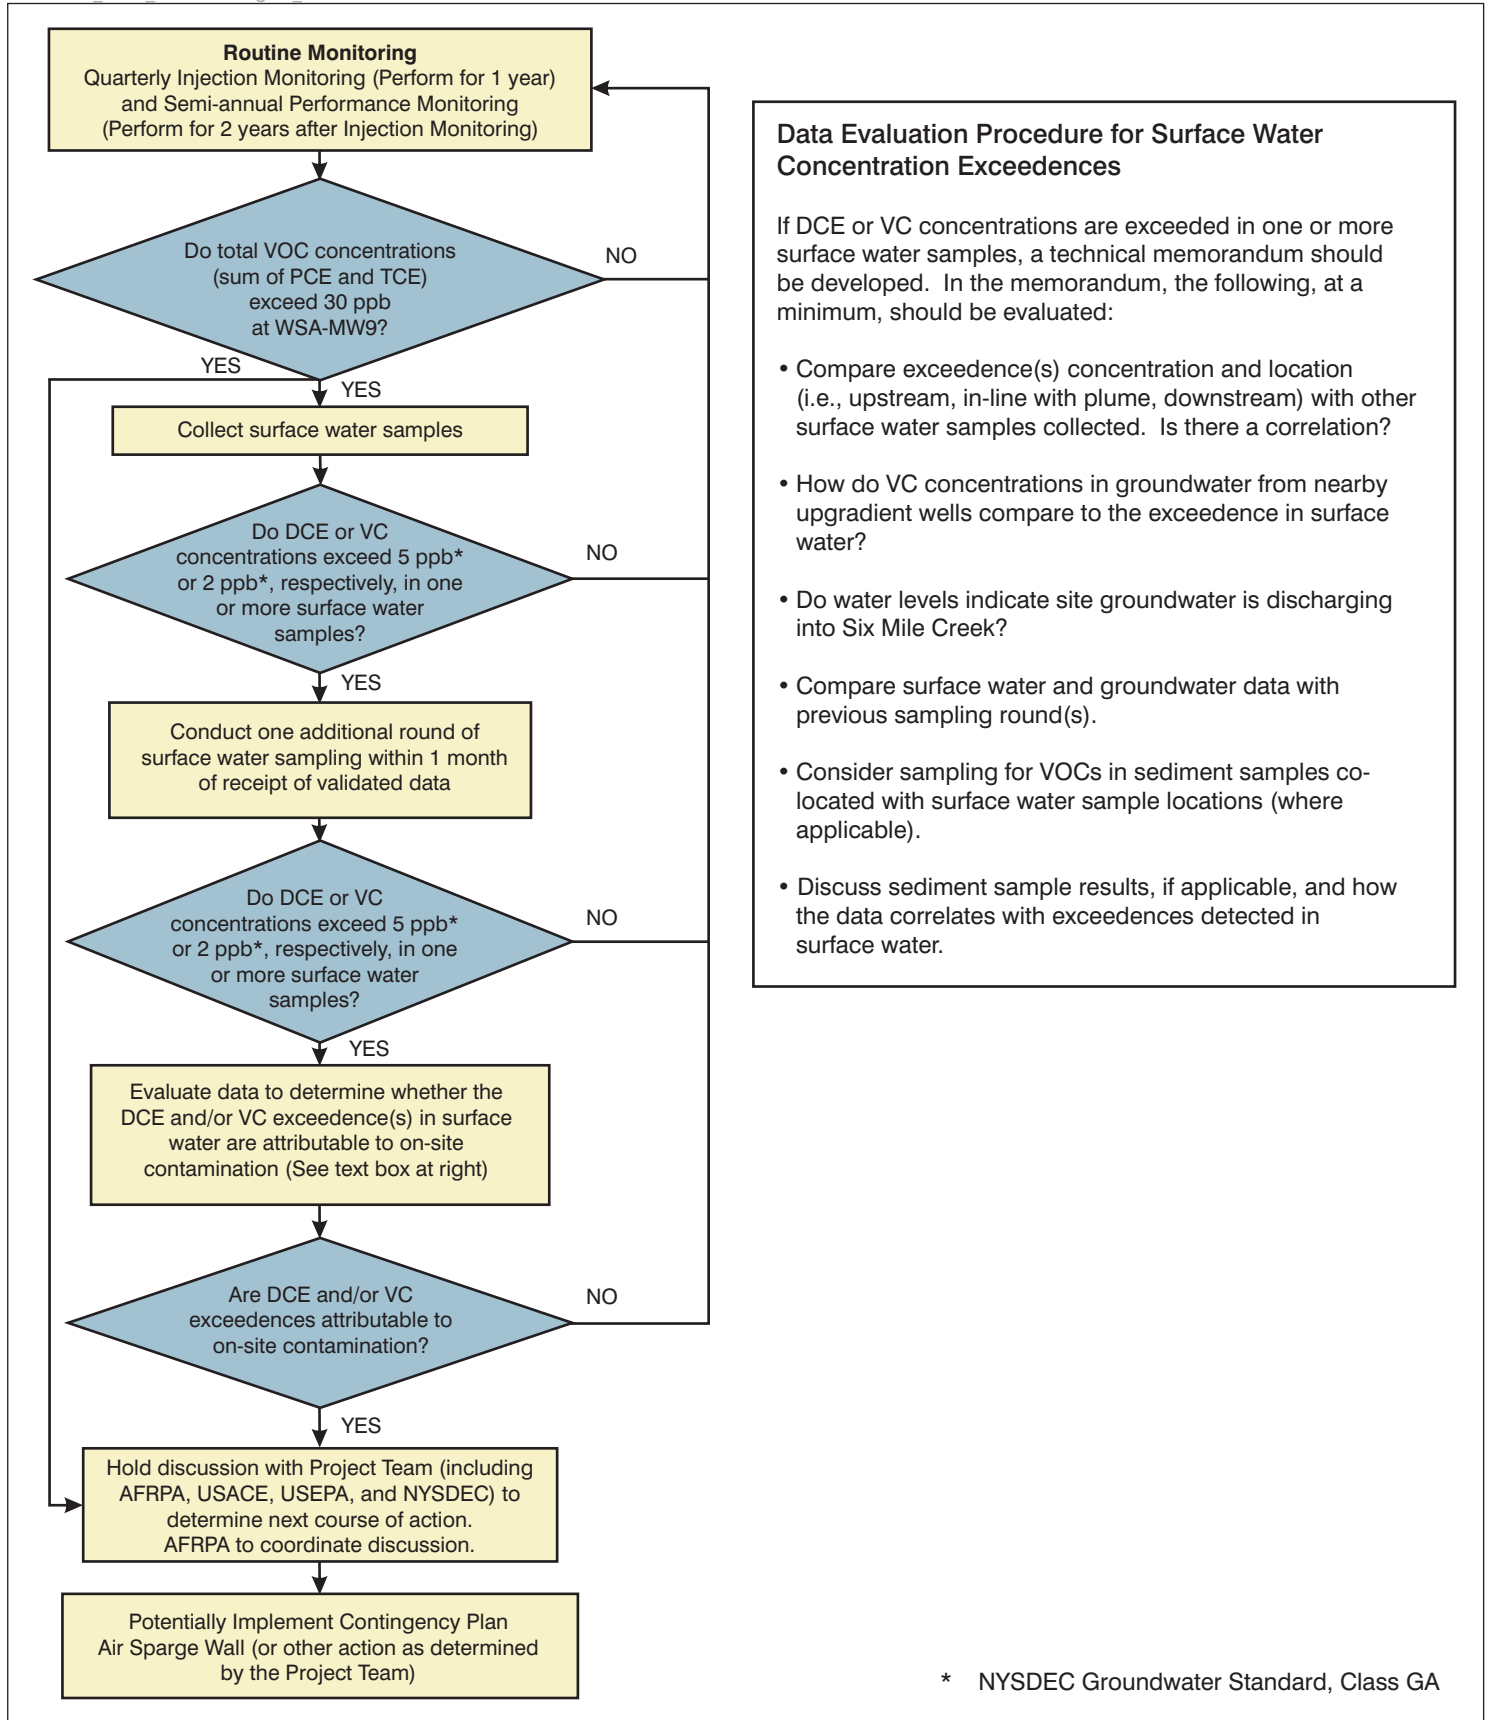 Routine Monitoring
Quarterly Injection Monitoring (Perform for 1 year)
and Semi-annual Performance Monitoring
(Perform for 2 years after Injection Monitoring)
Do total VOC concentrations
(sum of PCE and TCE)
exceed 30 ppb
at WSA-MW9?
NO
YES
YES
Collect surface water samples
Do DCE or VC
concentrations exceed 5 ppb*
or 2 ppb*, respectively, in one
or more surface water
samples?
NO
YES
Conduct one additional round of
surface water sampling within 1 month
of receipt of validated data
Do DCE or VC
concentrations exceed 5 ppb*
or 2 ppb*, respectively, in one
or more surface water
samples?
NO
YES
Evaluate data to determine whether the
DCE and/or VC exceedence(s) in surface
water are attributable to on-site
contamination (See text box at right)
Are DCE and/or VC
exceedences attributable to
on-site contamination?
NO
YES
Hold discussion with Project Team (including
AFRPA, USACE, USEPA, and NYSDEC) to
determine next course of action.
AFRPA to coordinate discussion.
Potentially Implement Contingency Plan
Air Sparge Wall (or other action as determined
by the Project Team)
Data Evaluation Procedure for Surface Water
Concentration Exceedences
If DCE or VC concentrations are exceeded in one or more
surface water samples, a technical memorandum should
be developed.  In the memorandum, the following, at a
minimum, should be evaluated:
• Compare exceedence(s) concentration and location
(i.e., upstream, in-line with plume, downstream) with other
surface water samples collected.  Is there a correlation?
• How do VC concentrations in groundwater from nearby
upgradient wells compare to the exceedence in surface
water?
• Do water levels indicate site groundwater is discharging
into Six Mile Creek?
• Compare surface water and groundwater data with
previous sampling round(s).
• Consider sampling for VOCs in sediment samples co-
located with surface water sample locations (where
applicable).
• Discuss sediment sample results, if applicable, and how
the data correlates with exceedences detected in
surface water.
* NYSDEC Groundwater Standard, Class GA